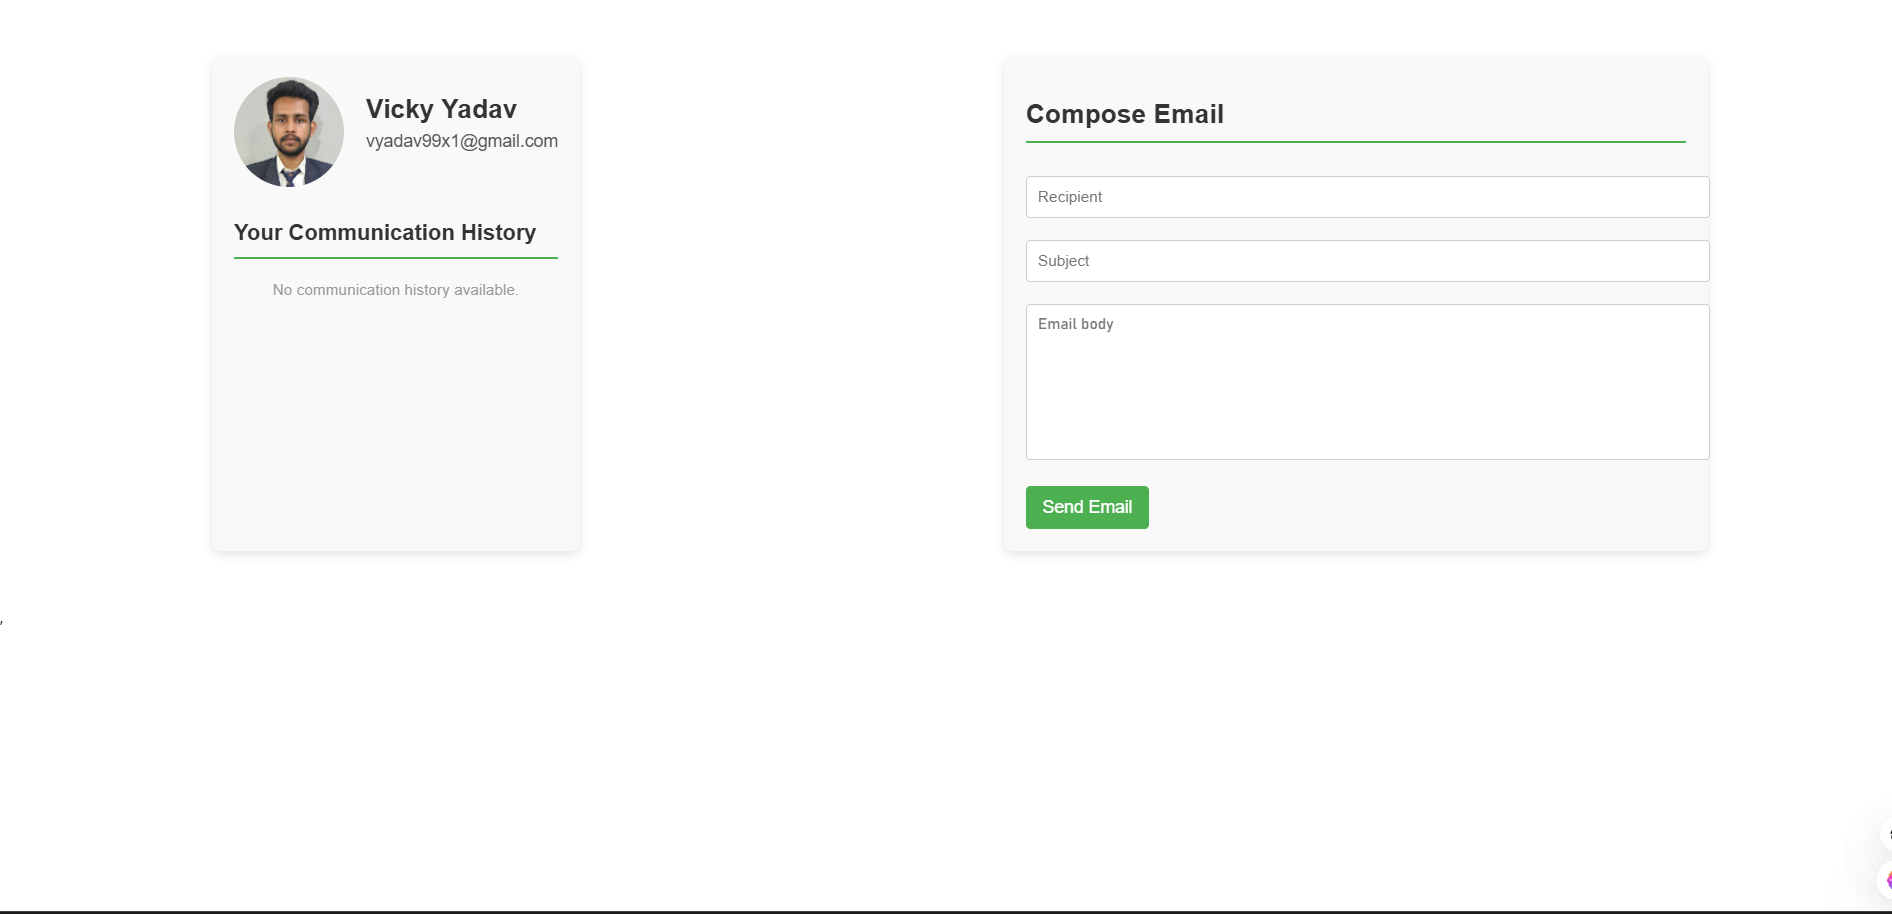 Vicky Yadav
vyadav99x1@gmail.com
Your Communication History
No communication history available.
Compose Email
Recipient
Subject
Email body
Send Email
,